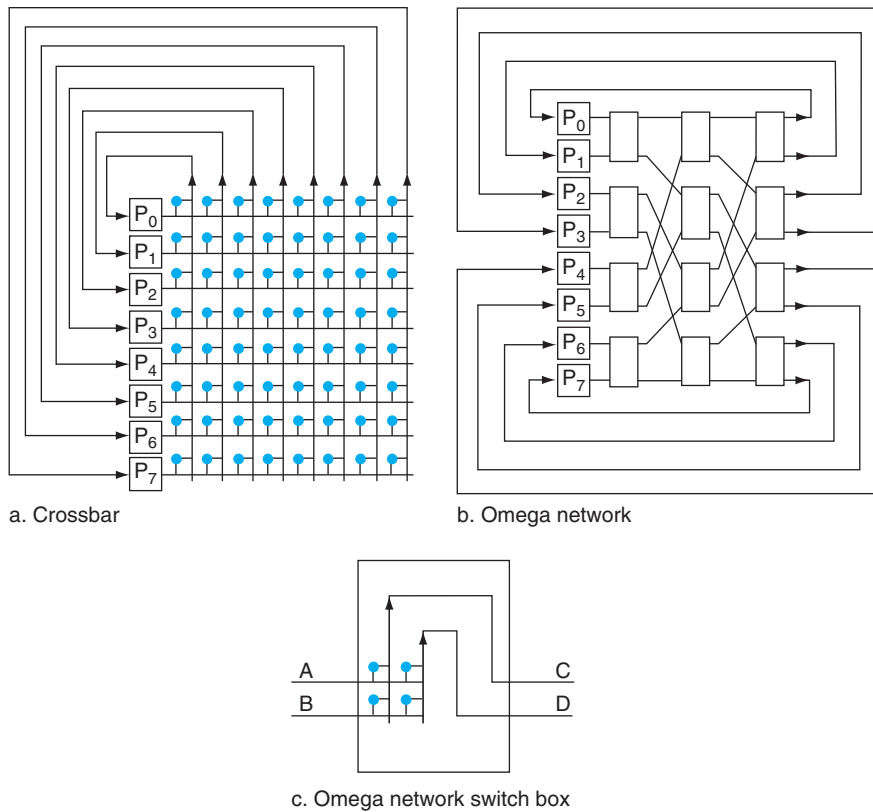 P0
P1
P2
P3
P4
P5
P6
P7
a. Crossbar
P0
P1
P2
P3
P4
P5
P6
P7
b. Omega network
A
B
C
D
c. Omega network switch box